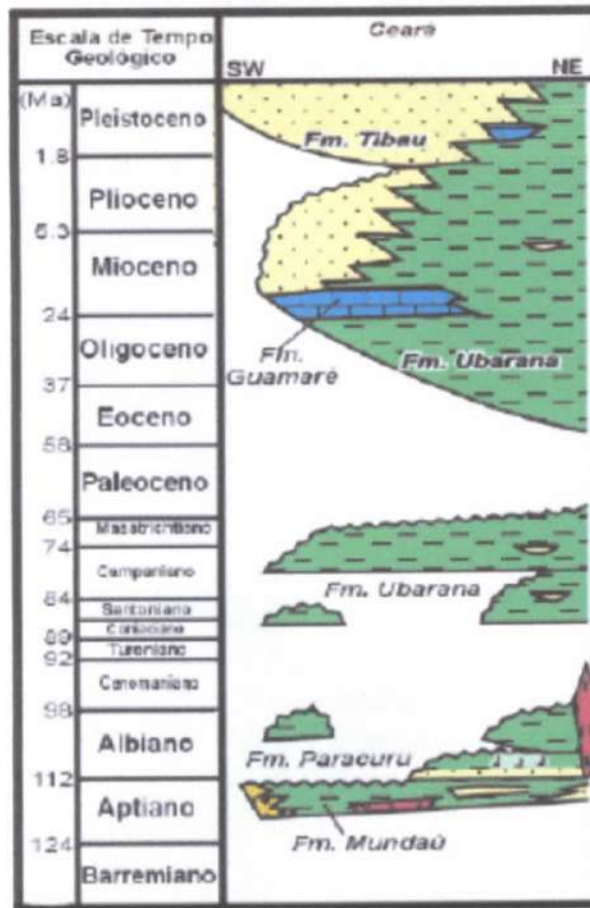 Escala de Tempo
Geológico
Ceará
SW
NE
(Ma)
Pleistoceno
Fm. Tibau
1.8
Plioceno
5.3
Mioceno
24
Oligoceno
Fm.
Guamaré
Fm. Ubarana
37
Eoceno
58
Paleoceno
65
Maastrichtiano
74
Campaniano
Fm. Ubarana
84
Santoniano
Coniaciano
89
Turoniano
92
Cenomaniano
98
Albiano
Fm. Paracuru
112
Aptiano
Fm. Mundaú
124
Barremiano